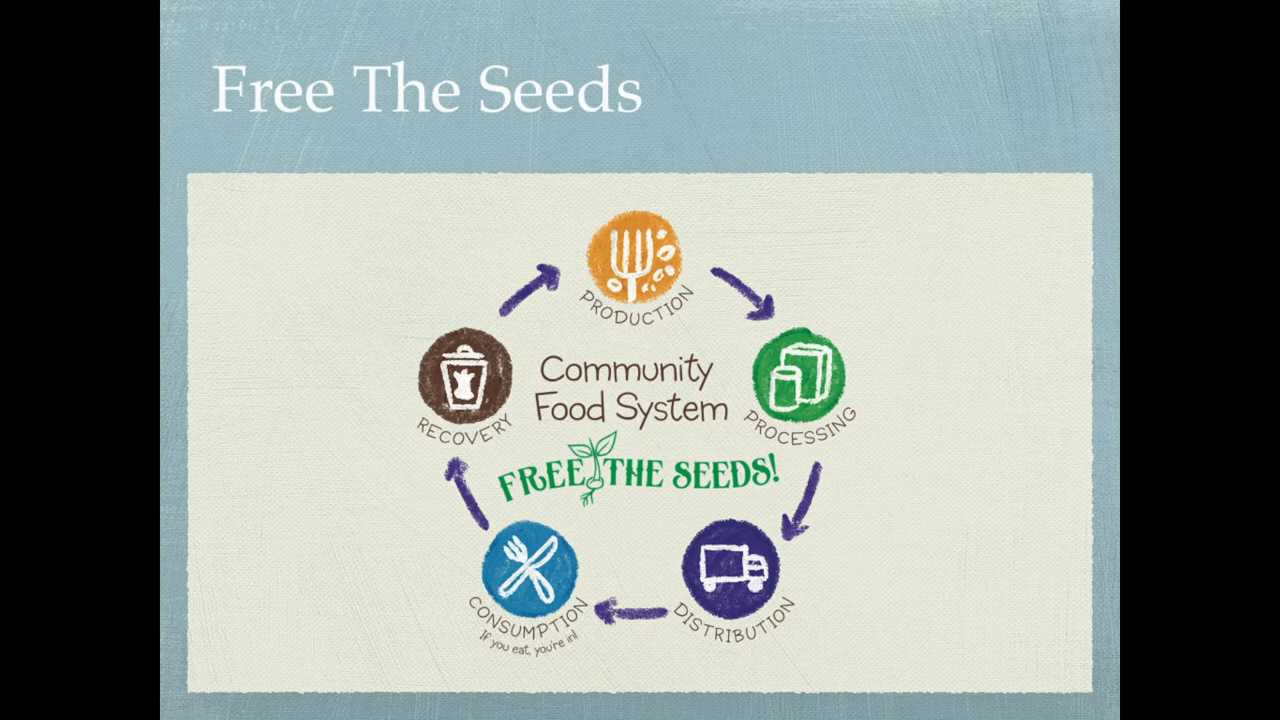 Free The Seeds
PRODUCTION
Community
Food System
RECOVERY
PROCESSING
FREE THE SEEDS!
CONSUMPTION
If you eat, you're in!
DISTRIBUTION